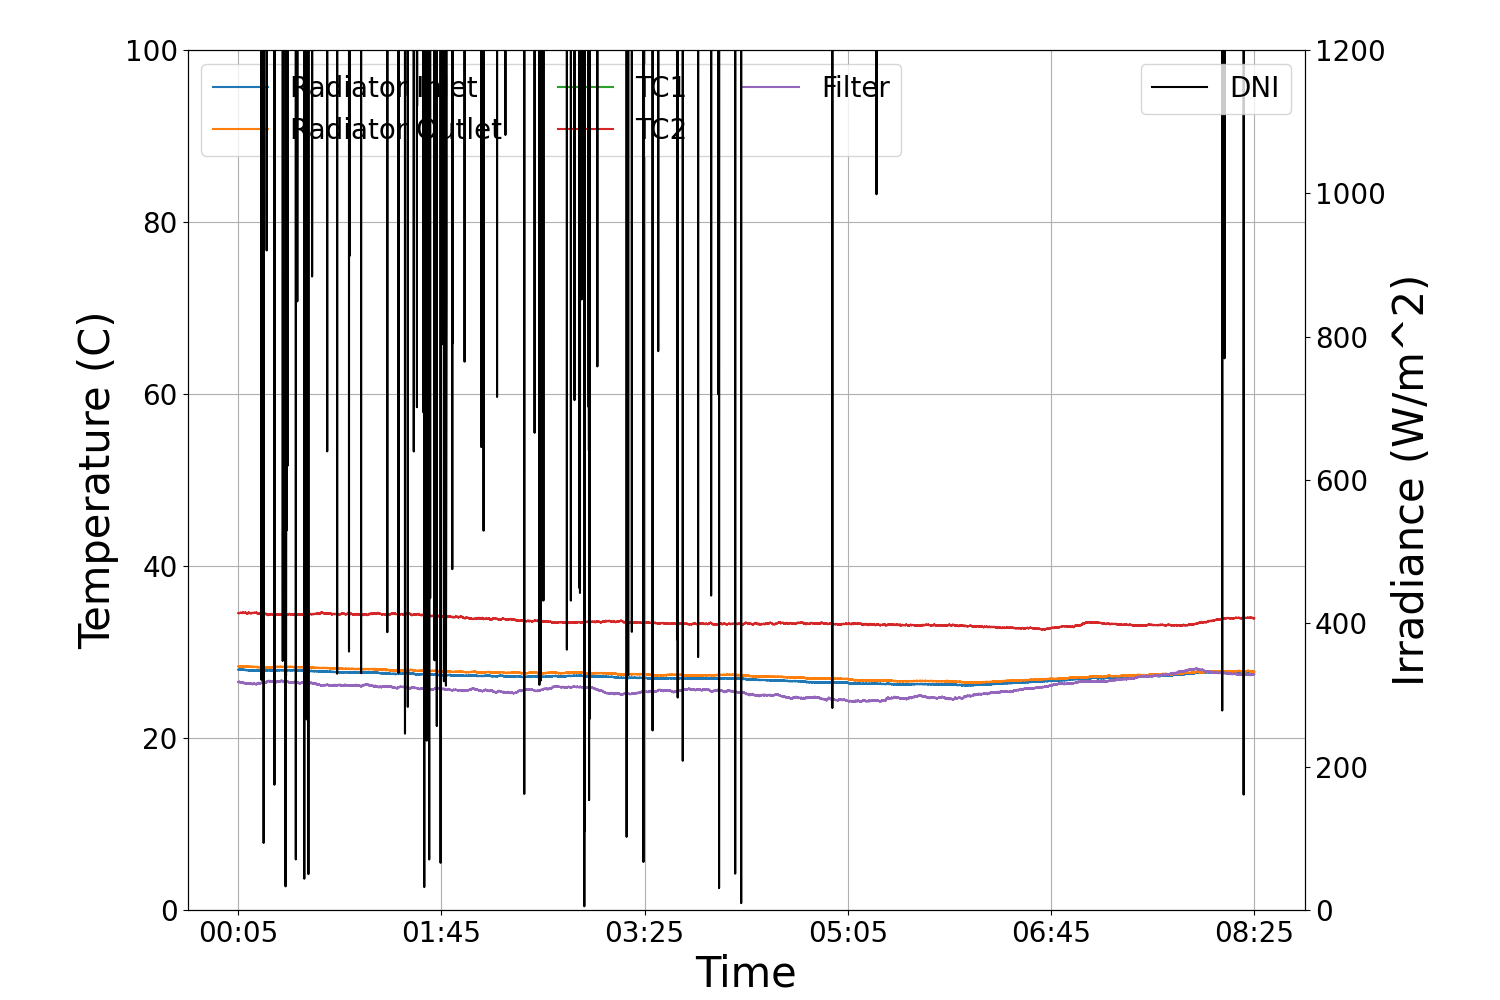 Temperature (C)
100
80
60
40
20
0
Radiator Inlet
Radiator Outlet
TC1
TC2
Filter
DNI
1200
1000
800
600
400
200
0
Irradiance (W/m^2)
00:05 01:45 03:25 05:05 06:45 08:25
Time